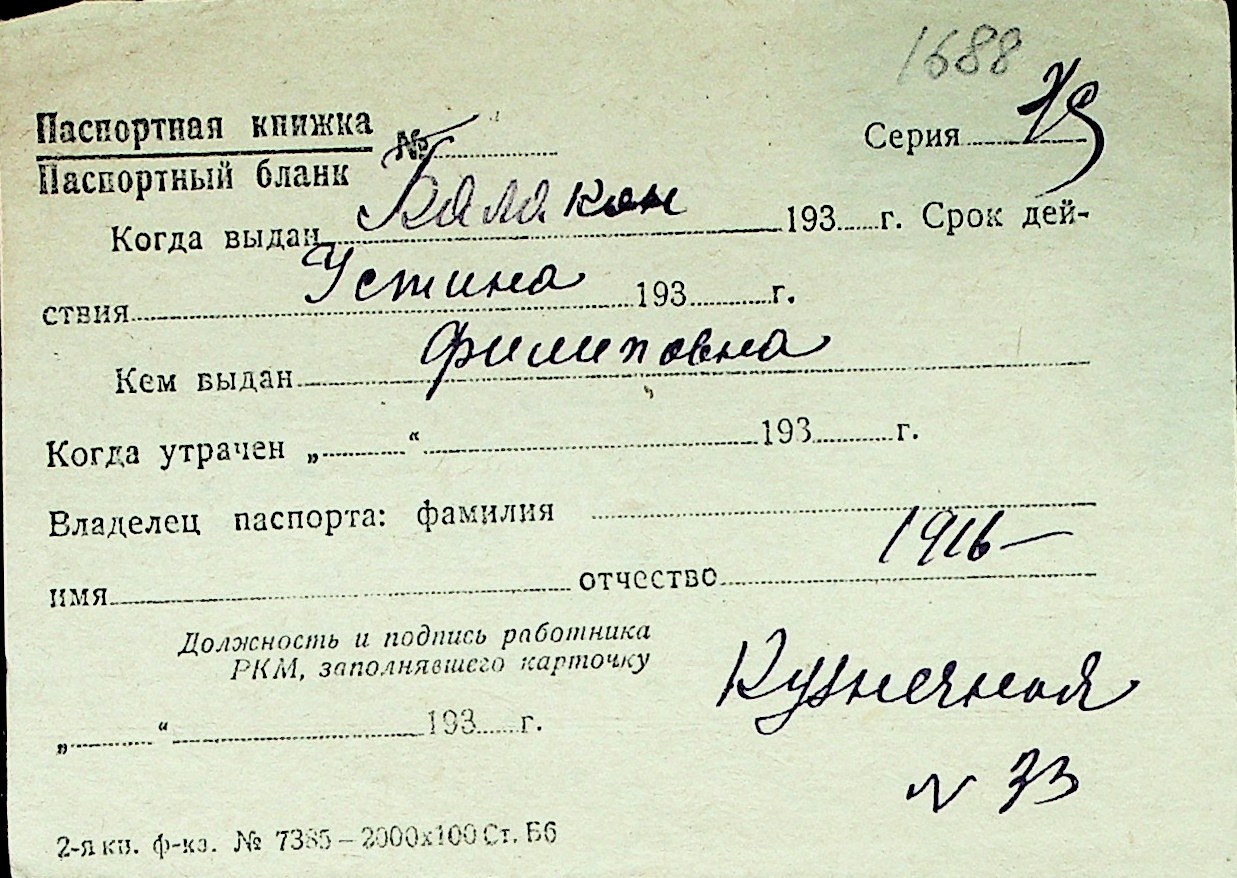 1688
Паспортная книжка № Серия
Паспортный бланк
Балакан
Когда выдан 193 г. Срок дей-
Устина
ствия 193 г.
Филиповна
Кем выдан
Когда утрачен „ “ 193 г.
Владелец паспорта: фамилия
1916 —
имя отчество
Должность и подпись работника
РКМ, заполнявшего карточку
Кузнечная
„ “ 193 г.
N 33
2-я кн. ф-ка. № 7385 – 2000х100 Ст. Б6